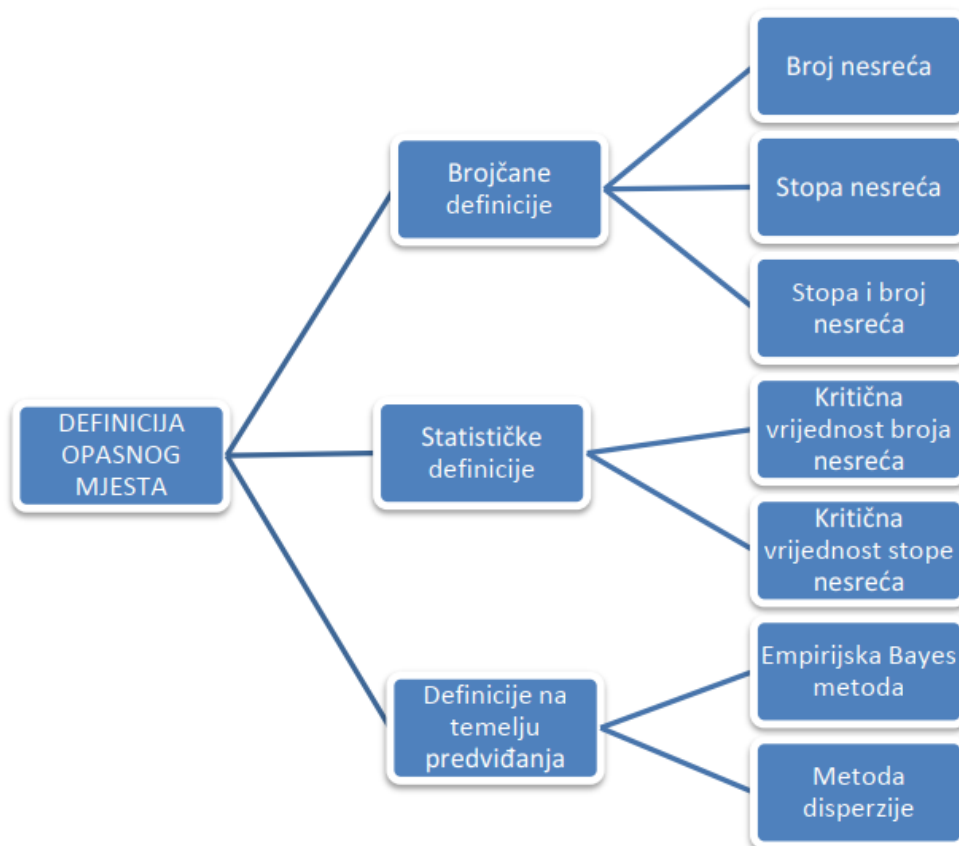 DEFINICIJA
OPASNOG
MJESTA
Brojčane
definicije
Broj nesreća
Stopa nesreća
Stopa i broj
nesreća
Statističke
definicije
Kritična
vrijednost broja
nesreća
Kritična
vrijednost stope
nesreća
Definicije na
temelju
predviđanja
Empirijska Bayes
metoda
Metoda
disperzije